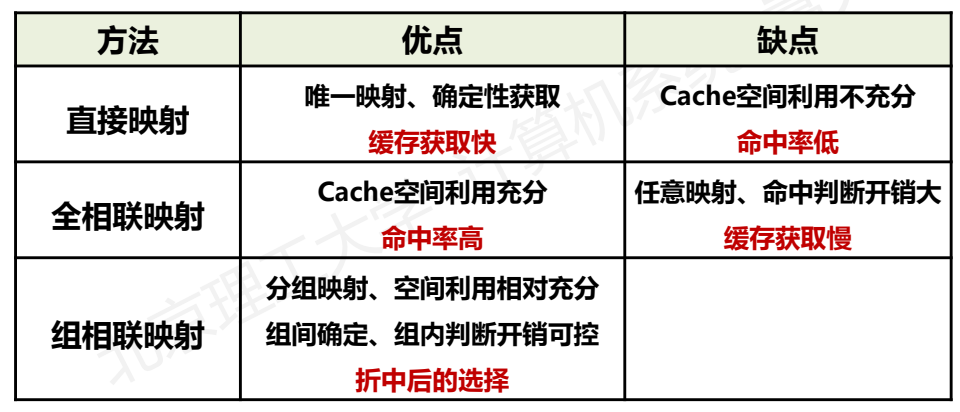 方法 优点 缺点
直接映射
唯一映射、确定性获取
缓存获取快
Cache空间利用不充分
命中率低
全相联映射
Cache空间利用充分
命中率高
任意映射、命中判断开销大
缓存获取慢
组相联映射
分组映射、空间利用相对充分
组间确定、组内判断开销可控
折中后的选择
北京理工大学 计算机系